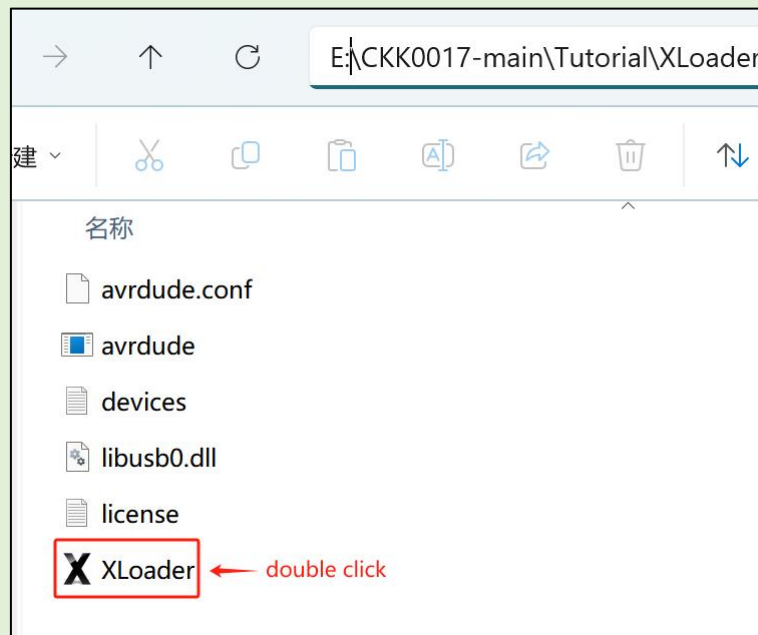 E:\CKK0017-main\Tutorial\XLoader
建
名称
avrdude.conf
avrdude
devices
libusb0.dll
license
XLoader double click